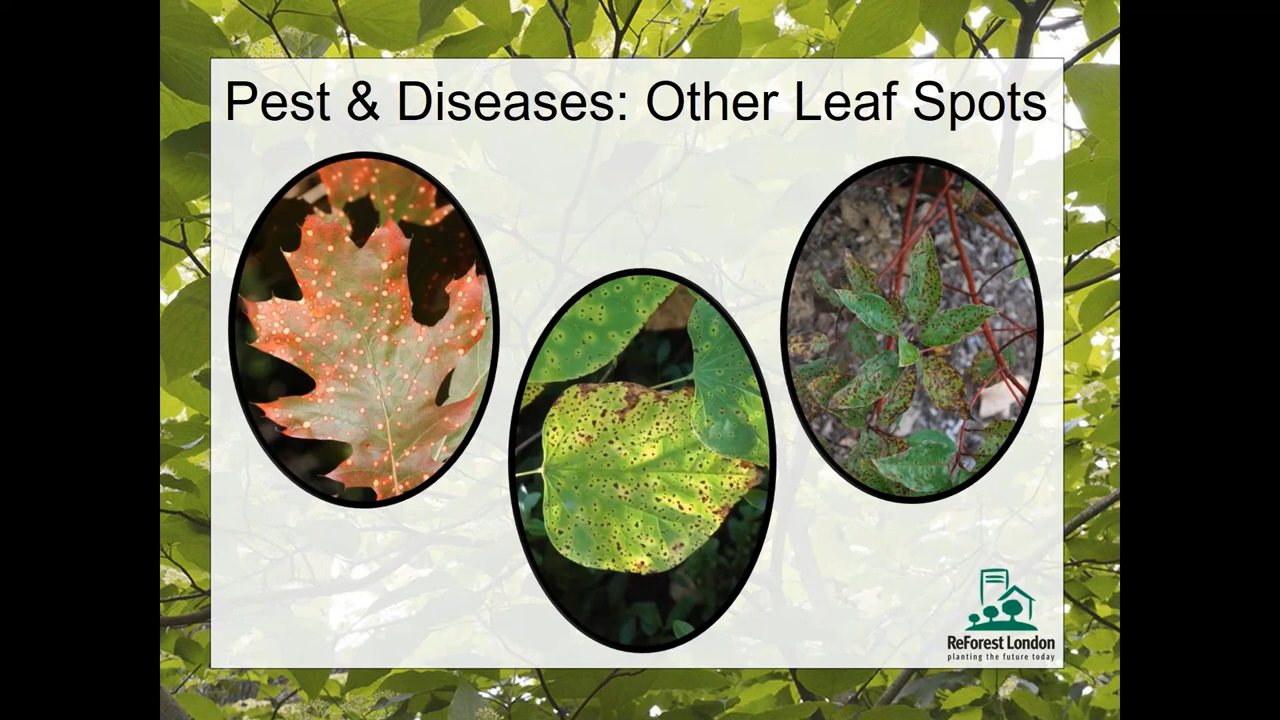 Pest & Diseases: Other Leaf Spots
ReForest London
planting the future today